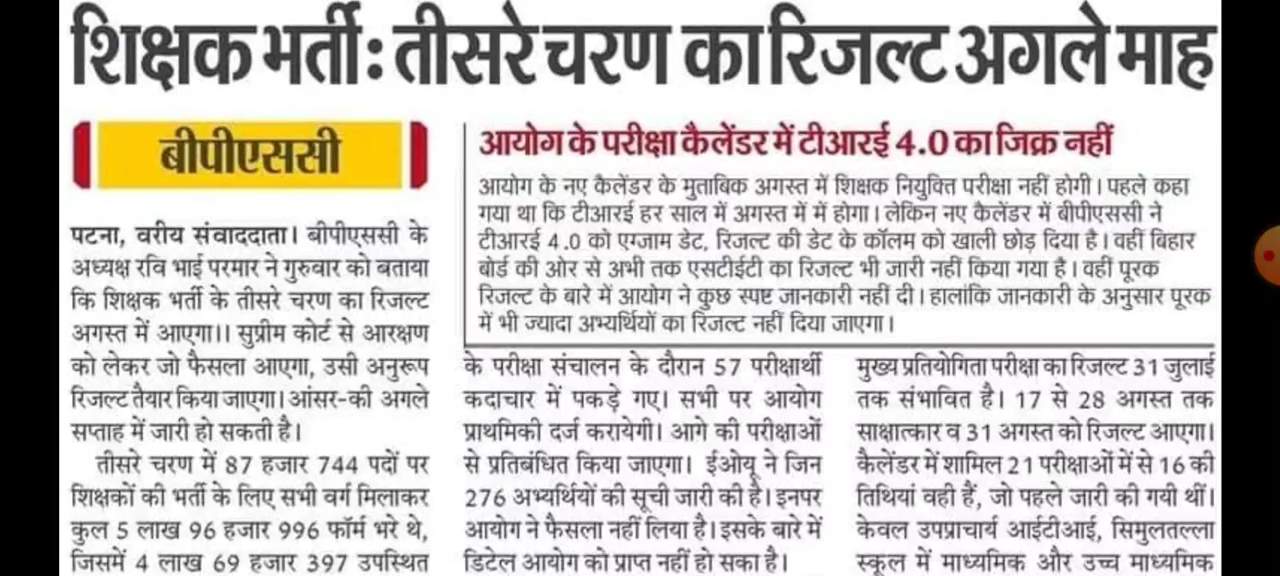 शिक्षक भर्ती: तीसरे चरण का रिजल्ट अगले माह
बीपीएससी
पटना, वरीय संवाददाता। बीपीएससी के
अध्यक्ष रवि भाई परमार ने गुरुवार को बताया
कि शिक्षक भर्ती के तीसरे चरण का रिजल्ट
अगस्त में आएगा।। सुप्रीम कोर्ट से आरक्षण
को लेकर जो फैसला आएगा, उसी अनुरूप
रिजल्ट तैयार किया जाएगा। आंसर-की अगले
सप्ताह में जारी हो सकती है।
तीसरे चरण में 87 हजार 744 पदों पर
शिक्षकों की भर्ती के लिए सभी वर्ग मिलाकर
कुल 5 लाख 96 हजार 996 फॉर्म भरे थे,
जिसमें 4 लाख 69 हजार 397 उपस्थित
आयोग के परीक्षा कैलेंडर में टीआरई 4.0 का जिक्र नहीं
आयोग के नए कैलेंडर के मुताबिक अगस्त में शिक्षक नियुक्ति परीक्षा नहीं होगी। पहले कहा
गया था कि टीआरई हर साल में अगस्त में में होगा। लेकिन नए कैलेंडर में बीपीएससी ने
टीआरई 4.0 को एग्जाम डेट, रिजल्ट की डेट के कॉलम को खाली छोड़ दिया है। वहीं बिहार
बोर्ड की ओर से अभी तक एसटीईटी का रिजल्ट भी जारी नहीं किया गया है। वहीं पूरक
रिजल्ट के बारे में आयोग ने कुछ स्पष्ट जानकारी नहीं दी। हालांकि जानकारी के अनुसार पूरक
में भी ज्यादा अभ्यर्थियों का रिजल्ट नहीं दिया जाएगा।
के परीक्षा संचालन के दौरान 57 परीक्षार्थी
कदाचार में पकड़े गए। सभी पर आयोग
प्राथमिकी दर्ज करायेगी। आगे की परीक्षाओं
से प्रतिबंधित किया जाएगा। ईओयू ने जिन
276 अभ्यर्थियों की सूची जारी की है। इनपर
आयोग ने फैसला नहीं लिया है। इसके बारे में
डिटेल आयोग को प्राप्त नहीं हो सका है।
मुख्य प्रतियोगिता परीक्षा का रिजल्ट 31 जुलाई
तक संभावित है। 17 से 28 अगस्त तक
साक्षात्कार व 31 अगस्त को रिजल्ट आएगा।
कैलेंडर में शामिल 21 परीक्षाओं में से 16 की
तिथियां वही हैं, जो पहले जारी की गयी थीं।
केवल उपप्राचार्य आईटीआई, सिमुलतल्ला
स्कूल में माध्यमिक और उच्च माध्यमिक